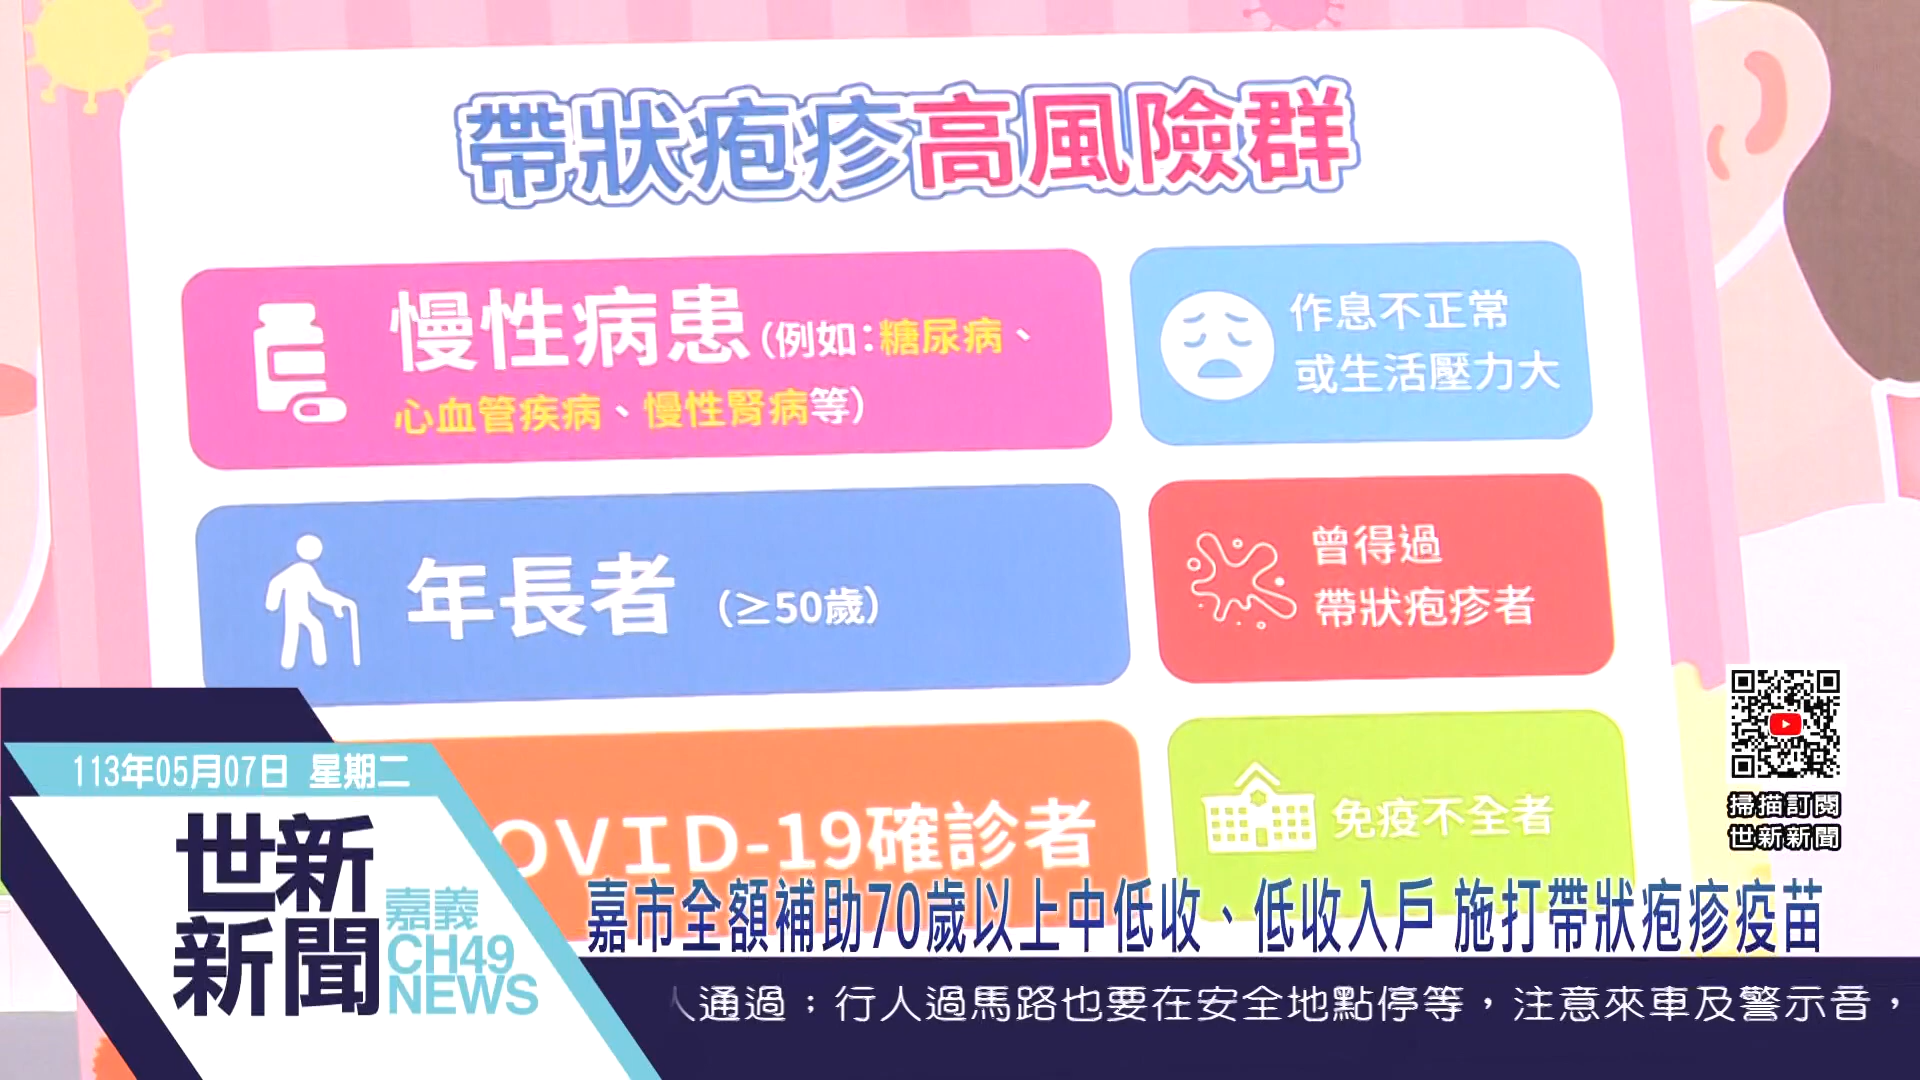 帶狀疱疹高風險群
慢性病患(例如:糖尿病、
心血管疾病、慢性腎病等)
作息不正常
或生活壓力大
年長者 (≥50歲)
曾得過
帶狀疱疹者
OVID-19確診者
免疫不全者
掃描訂閱
世新新聞
113年05月07日 星期二
世新
新聞
嘉義
CH49
NEWS
嘉市全額補助70歲以上中低收、低收入戶 施打帶狀疱疹疫苗
人通過；行人過馬路也要在安全地點停等，注意來車及警示音，